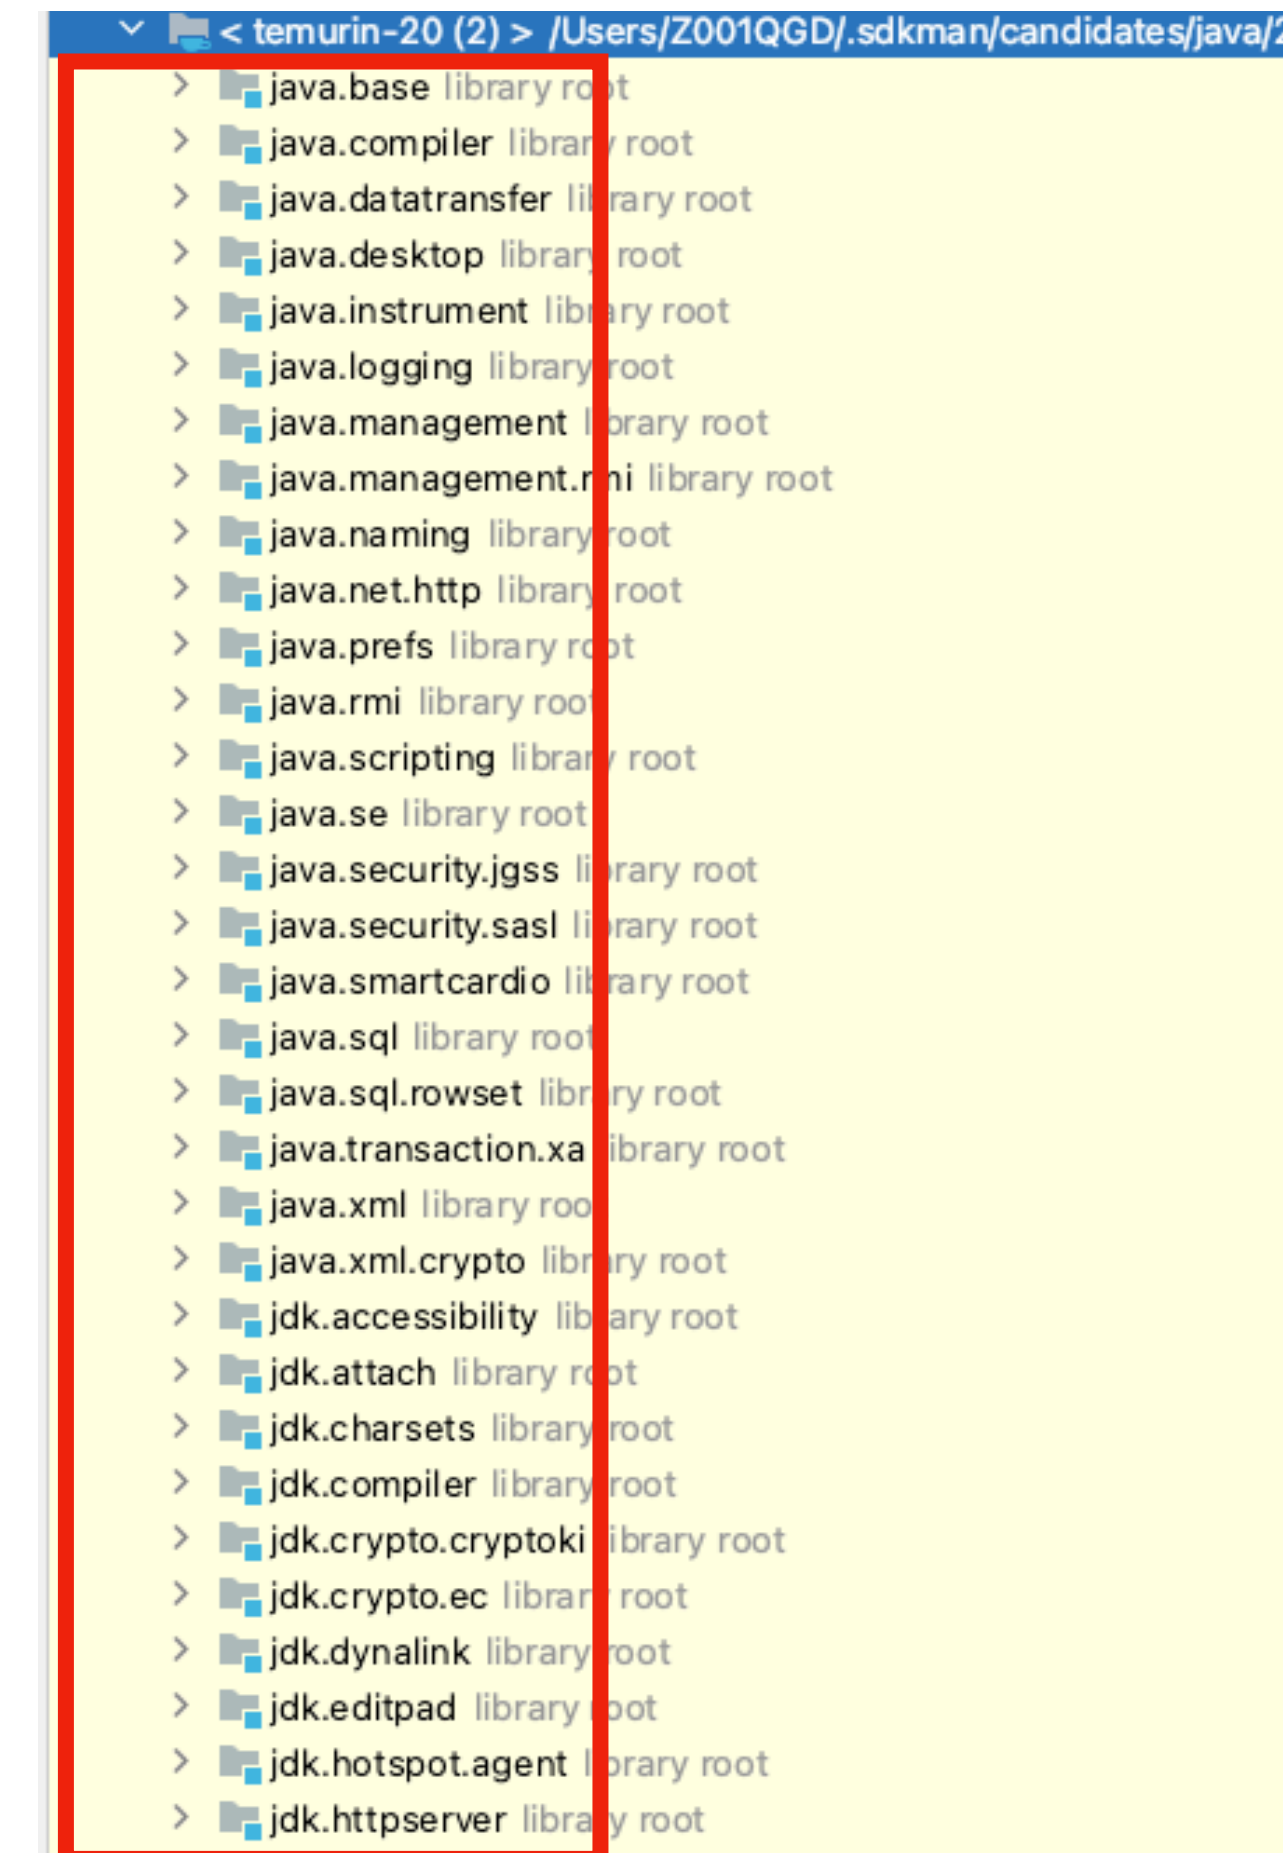 < temurin-20 (2) > /Users/Z001QGD/.sdkman/candidates/java/2
java.base library root
java.compiler library root
java.datatransfer library root
java.desktop library root
java.instrument library root
java.logging library root
java.management library root
java.management.rmi library root
java.naming library root
java.net.http library root
java.prefs library root
java.rmi library root
java.scripting library root
java.se library root
java.security.jgss library root
java.security.sasl library root
java.smartcardio library root
java.sql library root
java.sql.rowset library root
java.transaction.xa library root
java.xml library root
java.xml.crypto library root
jdk.accessibility library root
jdk.attach library root
jdk.charsets library root
jdk.compiler library root
jdk.crypto.cryptoki library root
jdk.crypto.ec library root
jdk.dynalink library root
jdk.editpad library root
jdk.hotspot.agent library root
jdk.httpserver library root